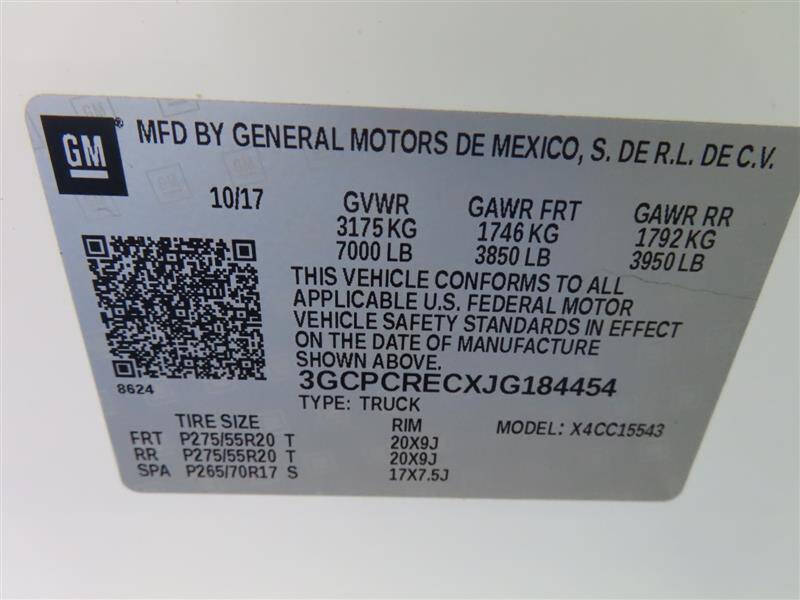 GM® MFD BY GENERAL MOTORS DE MEXICO, S. DE R.L. DE C.V.
10/17 GVWR GAWR FRT GAWR RR
3175 KG 1746 KG 1792 KG
7000 LB 3850 LB 3950 LB
THIS VEHICLE CONFORMS TO ALL
APPLICABLE U.S. FEDERAL MOTOR
VEHICLE SAFETY STANDARDS IN EFFECT
ON THE DATE OF MANUFACTURE
SHOWN ABOVE.
8624
3GCPCRECXJG184454
TYPE: TRUCK
TIRE SIZE RIM MODEL: X4CC15543
FRT P275/55R20 T 20X9J
RR P275/55R20 T 20X9J
SPA P265/70R17 S 17X7.5J